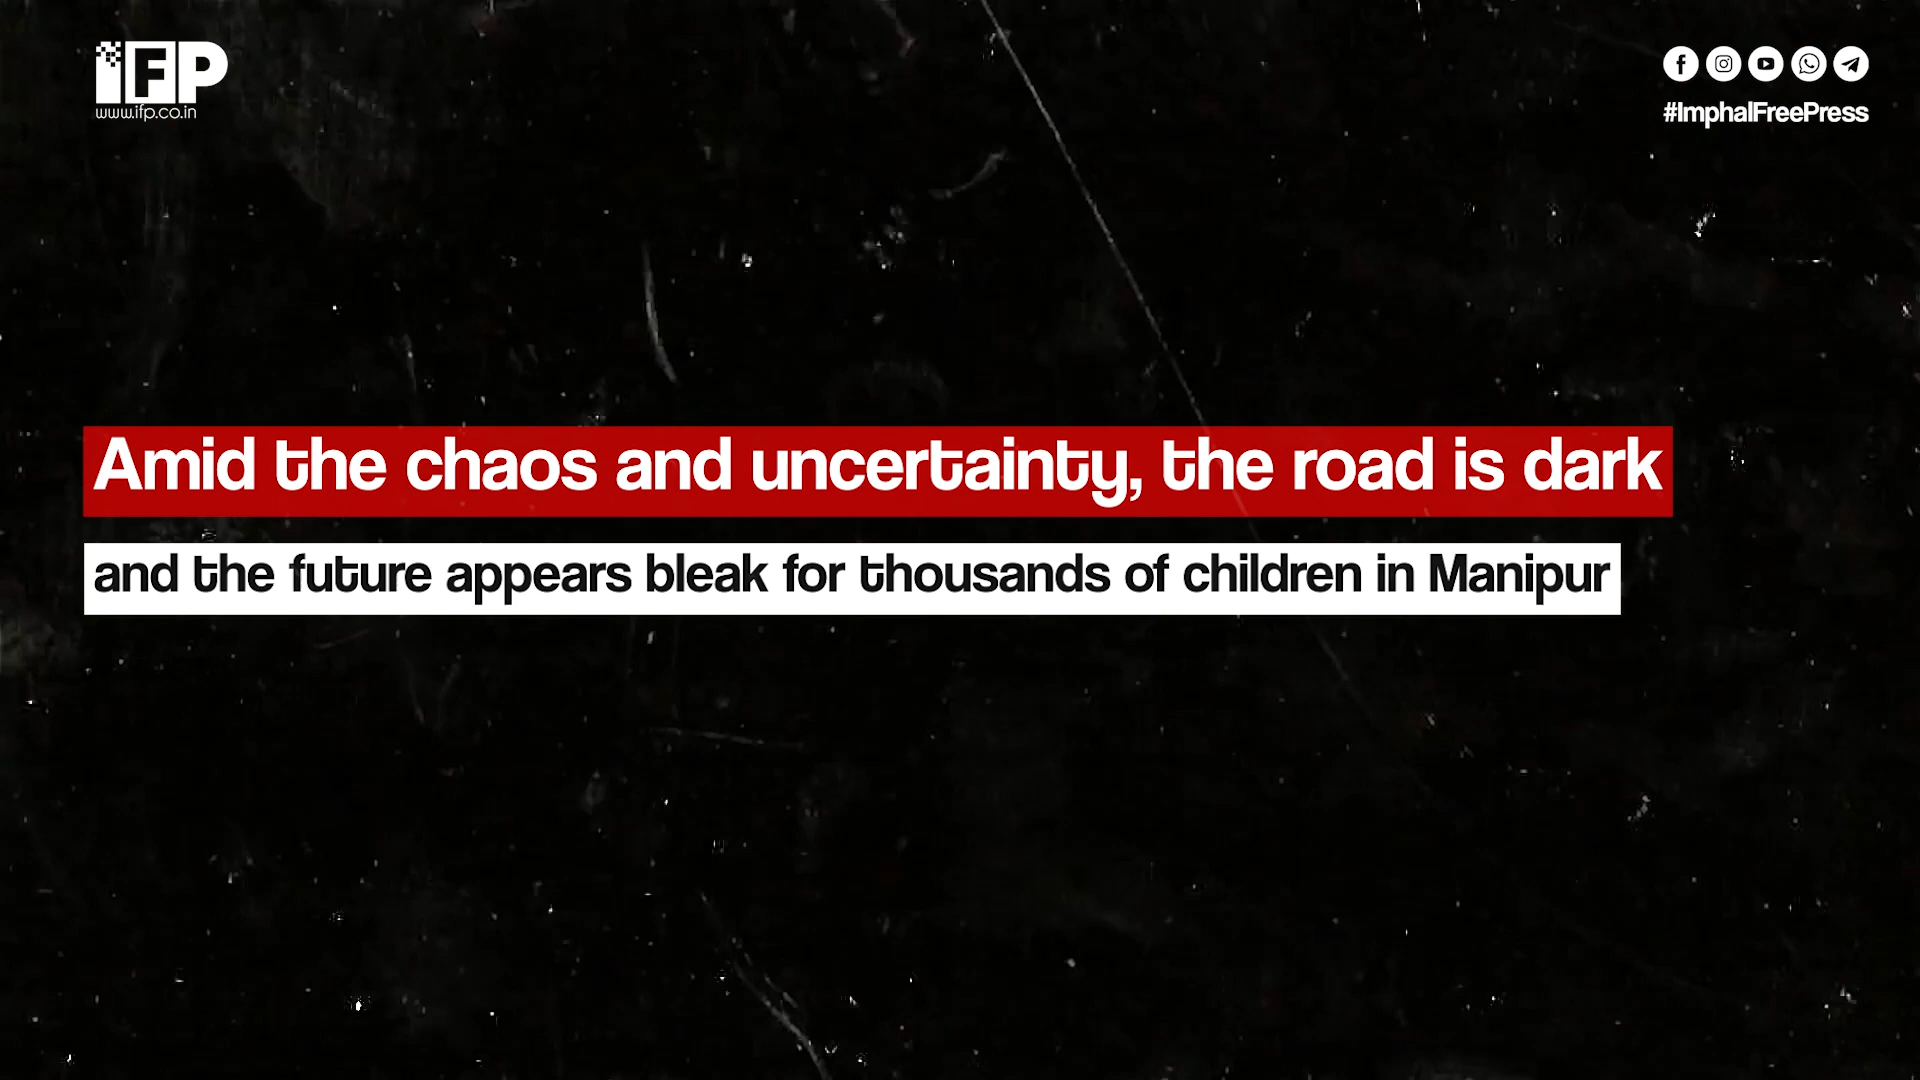 iFP
www.ifp.co.in
#ImphalFreePress
Amid the chaos and uncertainty, the road is dark
and the future appears bleak for thousands of children in Manipur